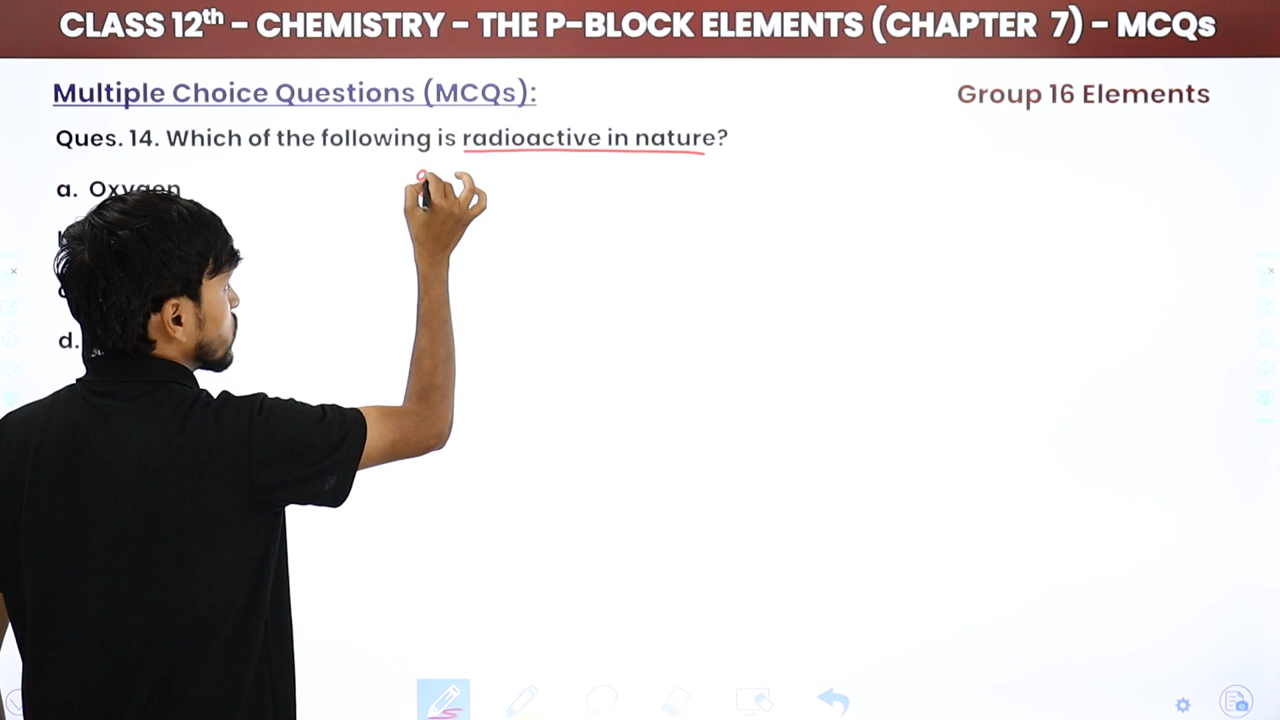 CLASS 12th - CHEMISTRY - THE P-BLOCK ELEMENTS (CHAPTER 7) - MCQs
Multiple Choice Questions (MCQs):
Group 16 Elements
Ques. 14. Which of the following is radioactive in nature?
a. Oxygen
d.